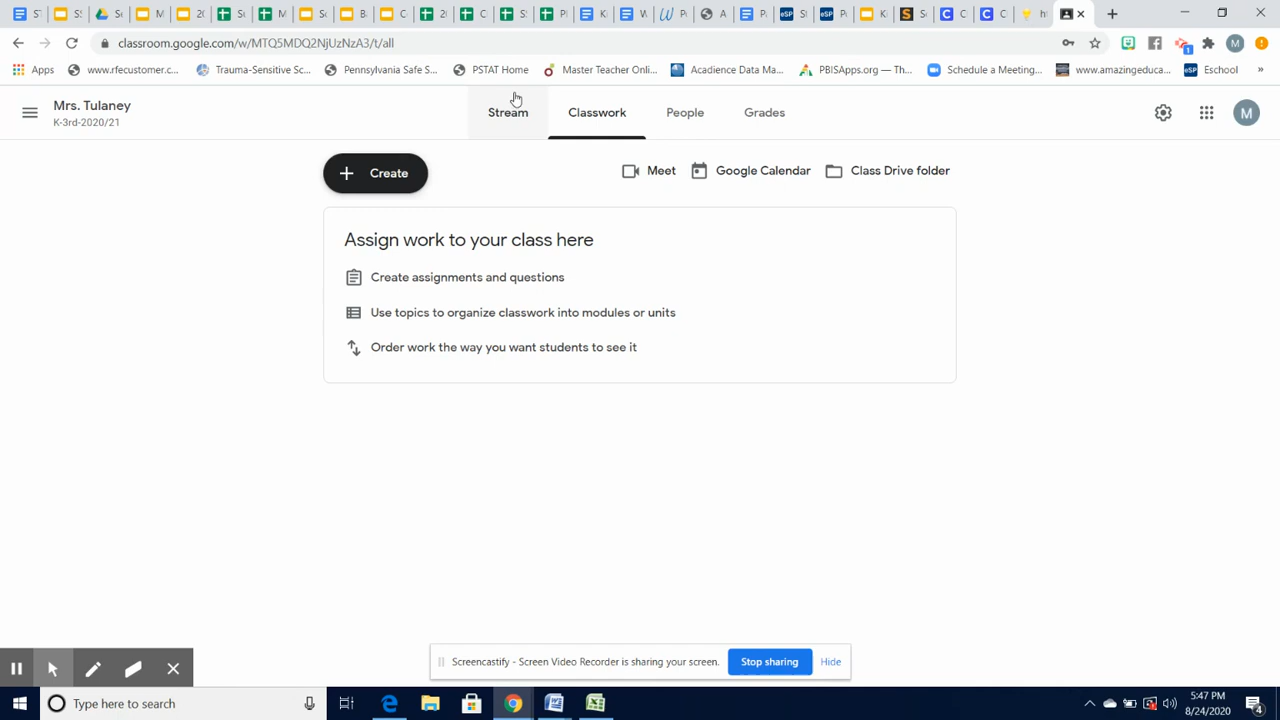 classroom.google.com/w/MTQ5MDQ2NjUzNzA3/t/all
Apps
www.rfecustomer.c...
Trauma-Sensitive Sc...
Pennsylvania Safe S...
PVAAS Home
Master Teacher Onli...
Acadience Data Ma...
PBISApps.org — Th...
Schedule a Meeting...
www.amazingeduca...
Eschool
»
Mrs. Tulaney
K-3rd-2020/21
Stream
Classwork
People
Grades
M
Create
Meet
Google Calendar
Class Drive folder
Assign work to your class here
Create assignments and questions
Use topics to organize classwork into modules or units
Order work the way you want students to see it
Screencastify - Screen Video Recorder is sharing your screen.
Stop sharing
Hide
Type here to search
5:47 PM
8/24/2020
4